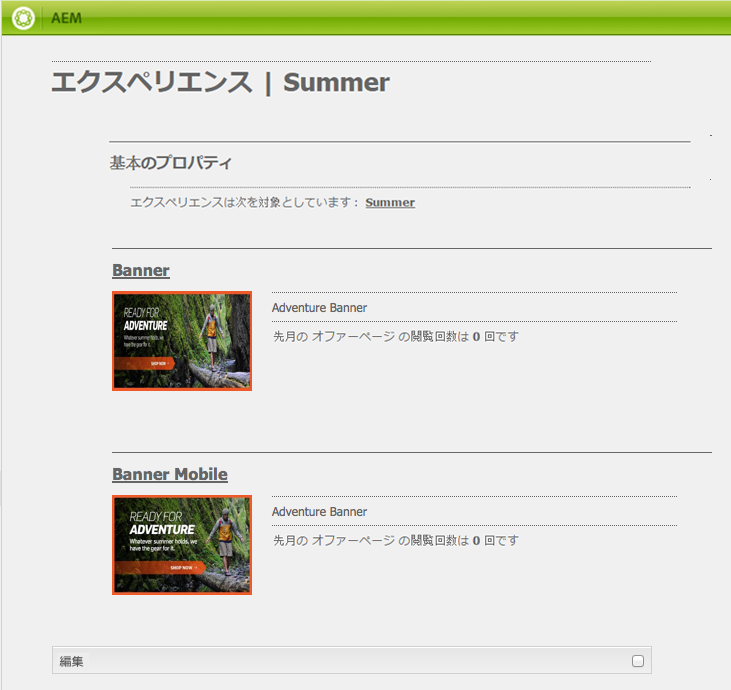 AEM
エクスペリエンス | Summer
基本のプロパティ
エクスペリエンスは次を対象としています： Summer
Banner
READY FOR
ADVENTURE
Whatever summer holds, we
have the gear for it.
SHOP NOW
Adventure Banner
先月の オファーページ の閲覧回数は 0 回です
Banner Mobile
READY FOR
ADVENTURE
Whatever summer holds, we
have the gear for it.
SHOP NOW
Adventure Banner
先月の オファーページ の閲覧回数は 0 回です
編集